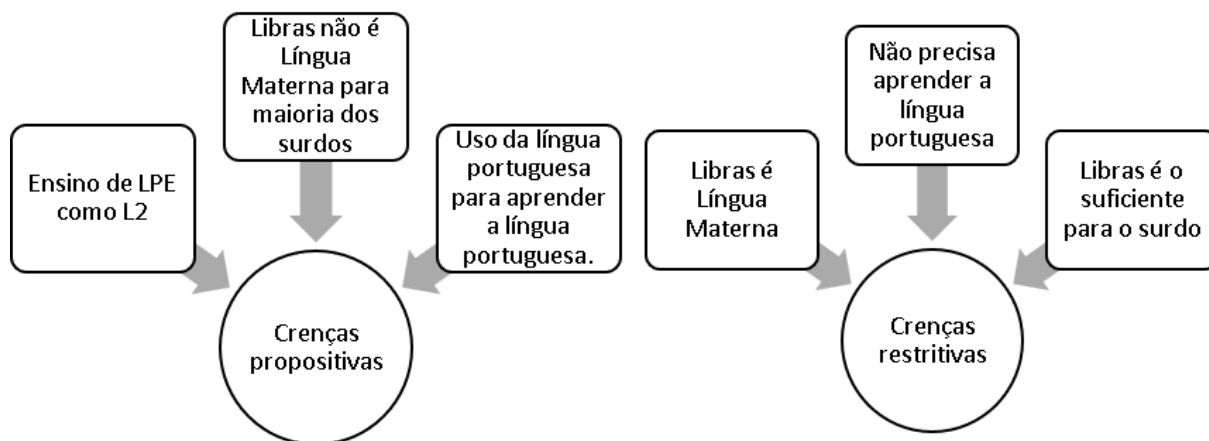 Libras não é
Língua
Materna para
maioria dos
surdos
Ensino de LPE
como L2
Uso da língua
portuguesa
para aprender
a língua
portuguesa.
Crenças
propositivas
Não precisa
aprender a
língua
portuguesa
Libras é
Língua
Materna
Libras é o
suficiente
para o surdo
Crenças
restritivas